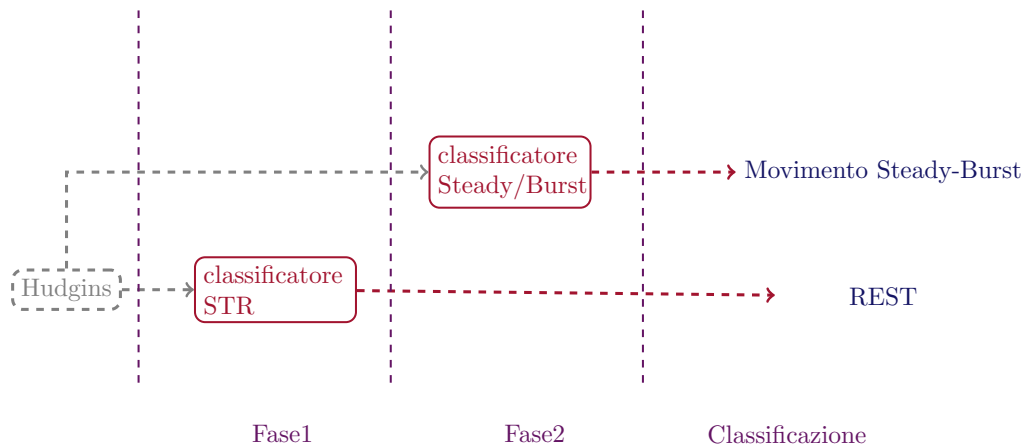 classificatore
Steady/Burst
Movimento Steady-Burst
Hudgins
classificatore
STR
REST
Fase1
Fase2
Classificazione